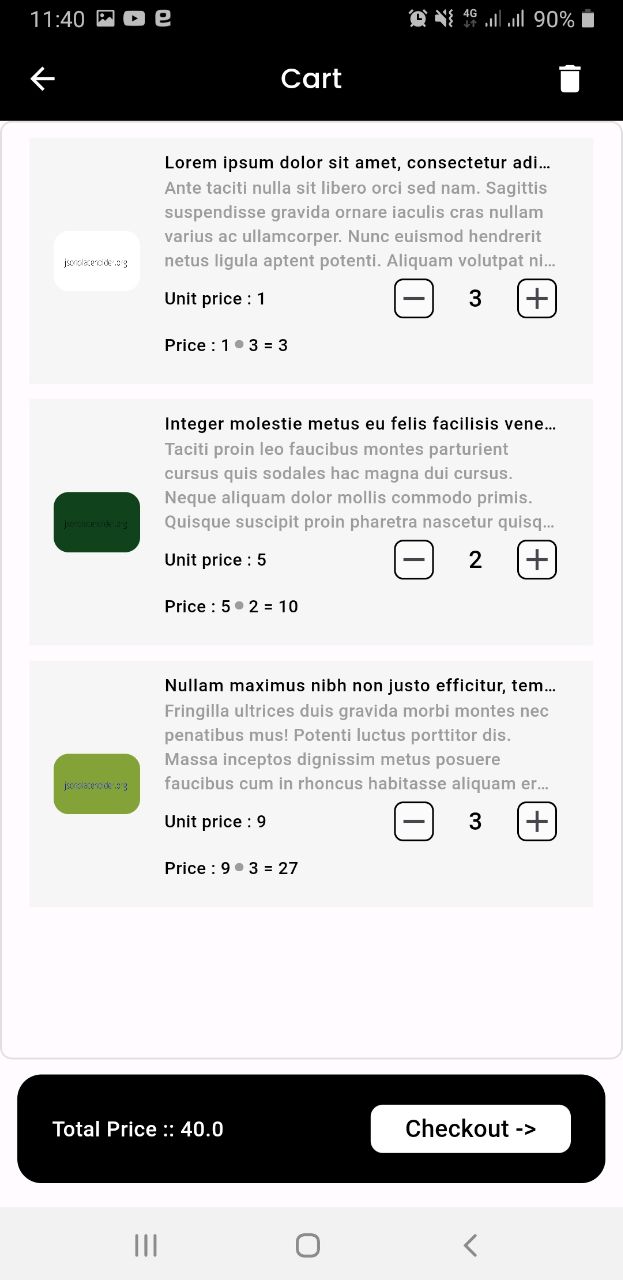 11:40
4G
90%
Cart
Lorem ipsum dolor sit amet, consectetur adi…
Ante taciti nulla sit libero orci sed nam. Sagittis
suspendisse gravida ornare iaculis cras nullam
varius ac ullamcorper. Nunc euismod hendrerit
netus ligula aptent potenti. Aliquam volutpat ni…
jsonplaceholder.org
Unit price : 1
3
Price : 1 ● 3 = 3
Integer molestie metus eu felis facilisis vene…
Taciti proin leo faucibus montes parturient
cursus quis sodales hac magna dui cursus.
Neque aliquam dolor mollis commodo primis.
Quisque suscipit proin pharetra nascetur quisq…
jsonplaceholder.org
Unit price : 5
2
Price : 5 ● 2 = 10
Nullam maximus nibh non justo efficitur, tem…
Fringilla ultrices duis gravida morbi montes nec
penatibus mus! Potenti luctus porttitor dis.
Massa inceptos dignissim metus posuere
faucibus cum in rhoncus habitasse aliquam er…
jsonplaceholder.org
Unit price : 9
3
Price : 9 ● 3 = 27
Total Price :: 40.0
Checkout ->